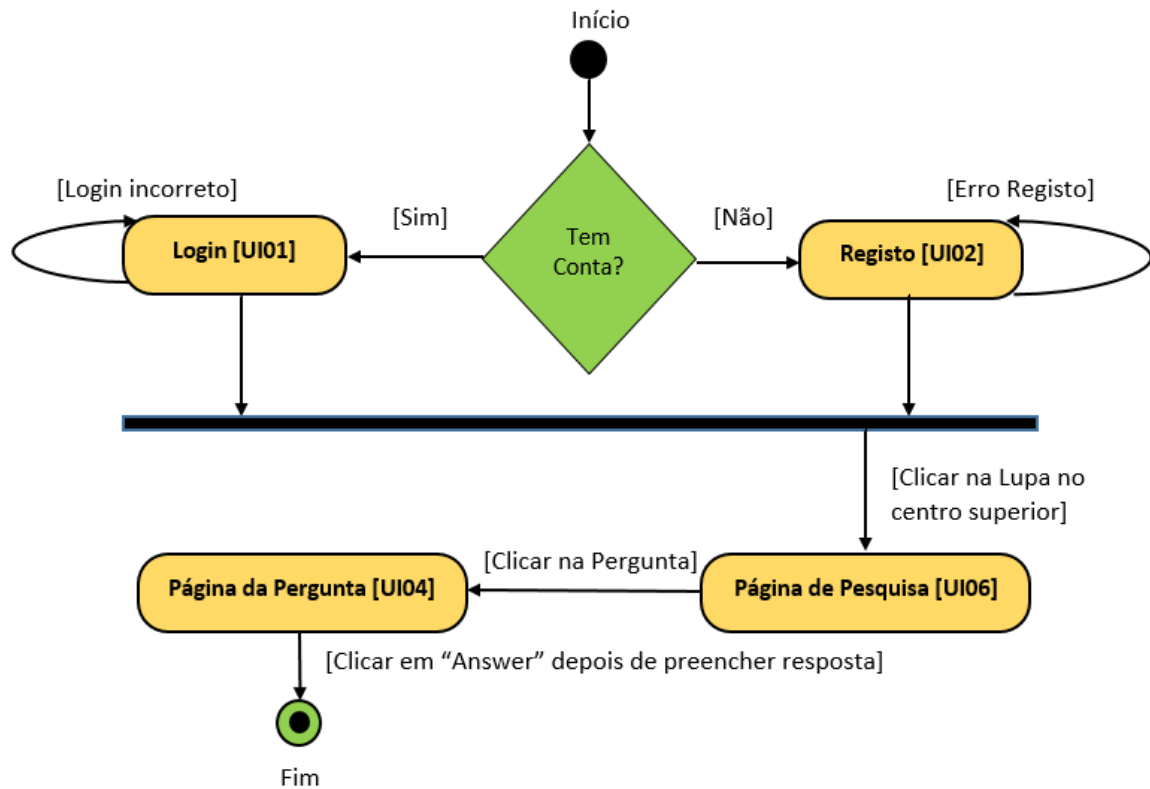 Início
[Login incorreto]
[Sim]
[Não]
[Erro Registo]
Login [UI01]
Tem
Conta?
Registo [UI02]
[Clicar na Lupa no
centro superior]
[Clicar na Pergunta]
Página da Pergunta [UI04]
Página de Pesquisa [UI06]
[Clicar em “Answer” depois de preencher resposta]
Fim